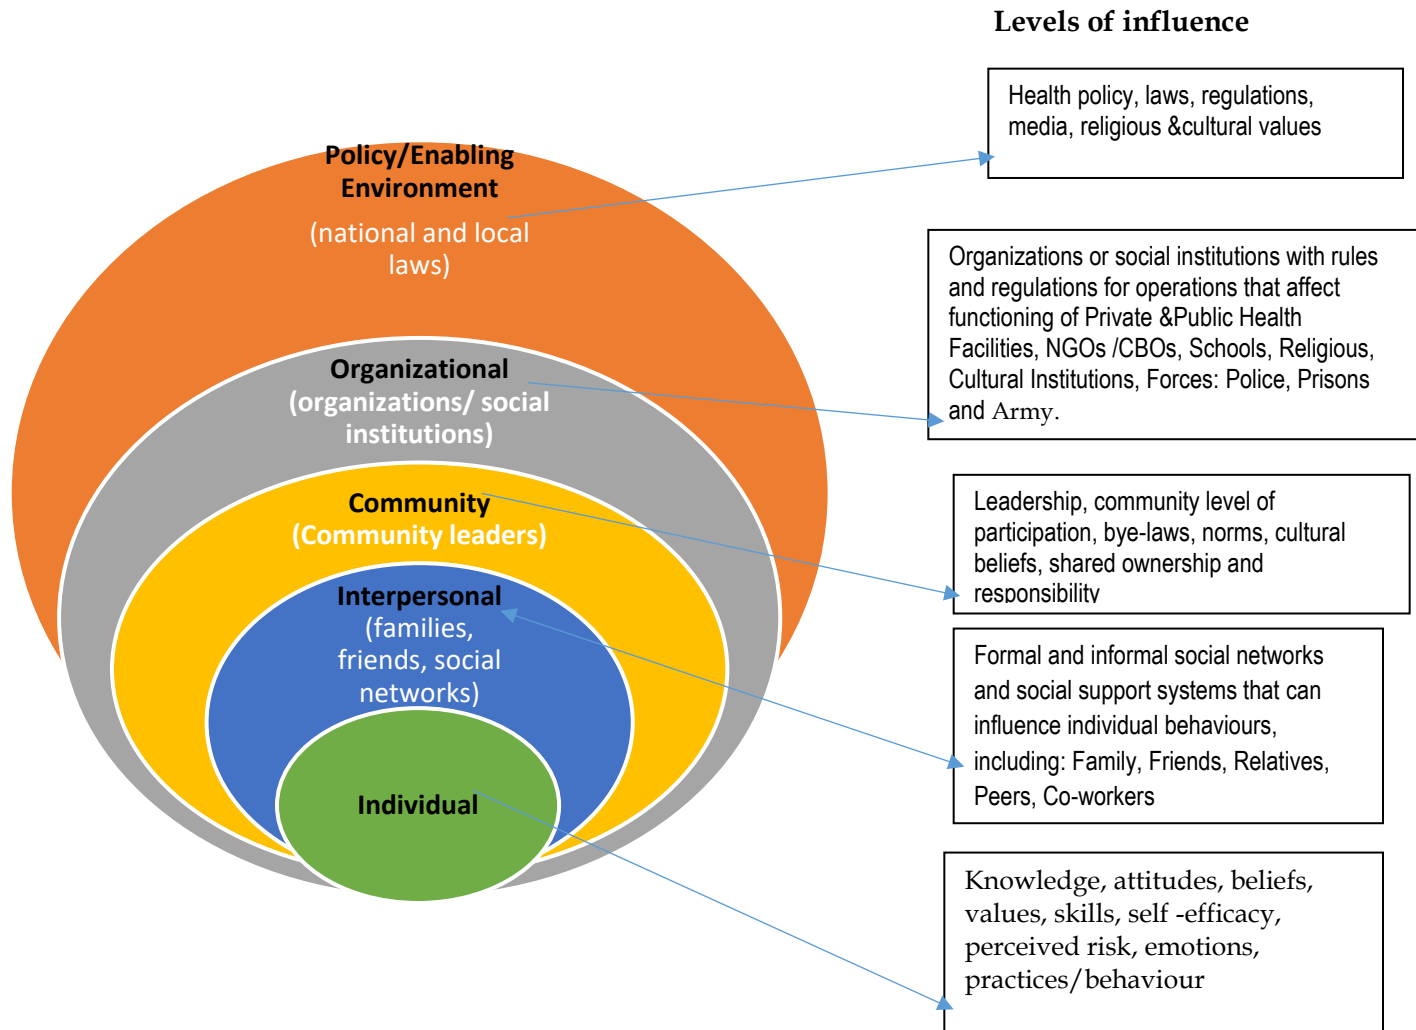 Levels of influence
Health policy, laws, regulations,
media, religious &cultural values
Policy/Enabling
Environment
(national and local
laws)
Organizations or social institutions with rules
and regulations for operations that affect
functioning of Private &Public Health
Facilities, NGOs /CBOs, Schools, Religious,
Cultural Institutions, Forces: Police, Prisons
and Army.
Organizational
(organizations/ social
institutions)
Community
(Community leaders)
Leadership, community level of
participation, bye-laws, norms, cultural
beliefs, shared ownership and
responsibility
Interpersonal
(families,
friends, social
networks)
Formal and informal social networks
and social support systems that can
influence individual behaviours,
including: Family, Friends, Relatives,
Peers, Co-workers
Individual
Knowledge, attitudes, beliefs,
values, skills, self -efficacy,
perceived risk, emotions,
practices/behaviour